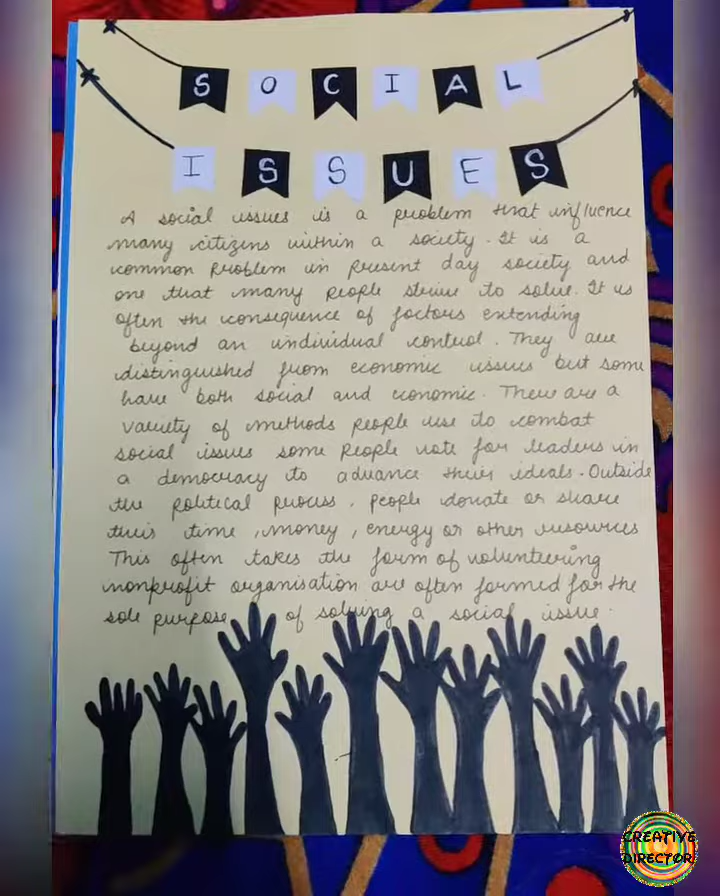 SOCIAL
ISSUES
A social issues is a problem that influence
many citizens within a society. It is a
common problem in present day society and
one that many people strive to solve. It is
often the consequence of factors extending
beyond an individual control. They are
distinguished from economic issues but some
have both social and economic. There are a
variety of methods people use to combat
social issues some people vote for leaders in
a democracy to advance their ideals. Outside
the political process, people donate or share
their time, money, energy or other resources
This often takes the form of volunteering
nonprofit organisation are often formed for the
sole purpose of solving a social issue.
CREATIVE
DIRECTOR